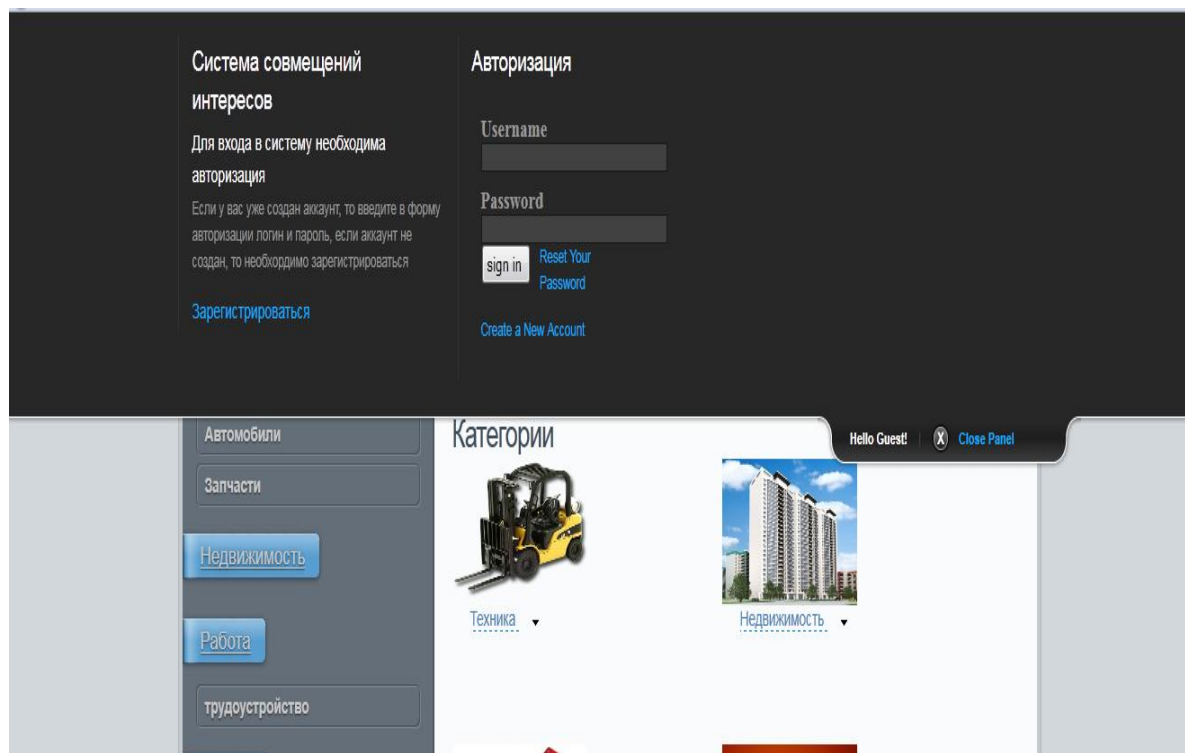 Система совмещений
интересов
Для входа в систему необходима
авторизация
Если у вас уже создан аккаунт, то введите в форму
авторизации логин и пароль, если аккаунт не
создан, то необхордимо зарегистрироваться
Зарегистрироваться
Авторизация
Username
Password
sign in
Reset Your
Password
Create a New Account
Hello Guest!
X
Close Panel
Автомобили
Запчасти
Недвижимость
Работа
трудоустройство
Категории
Техника
Недвижимость